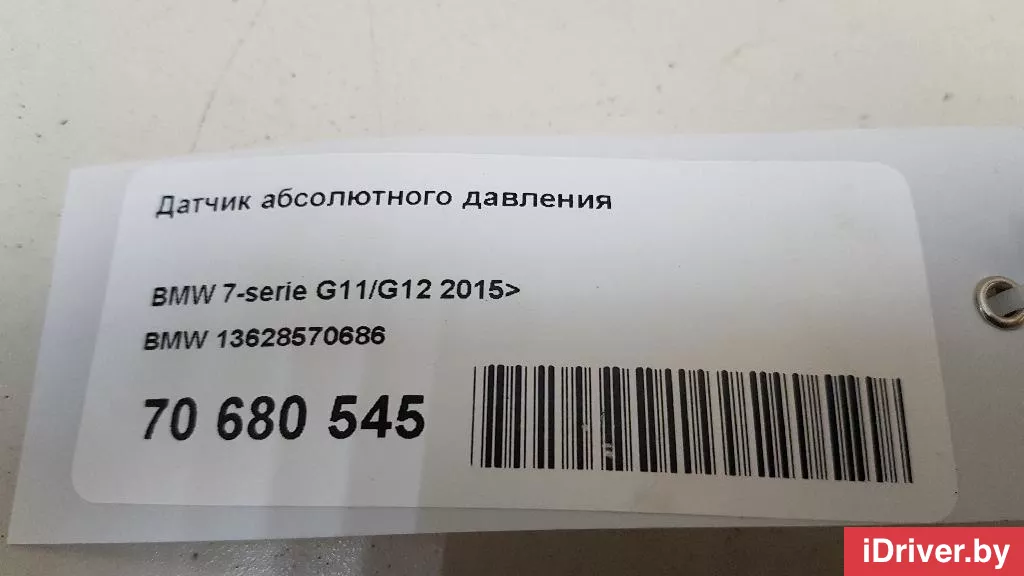 Датчик абсолютного давления
BMW 7-serie G11/G12 2015>
BMW 13628570686
70 680 545
iDriver.by